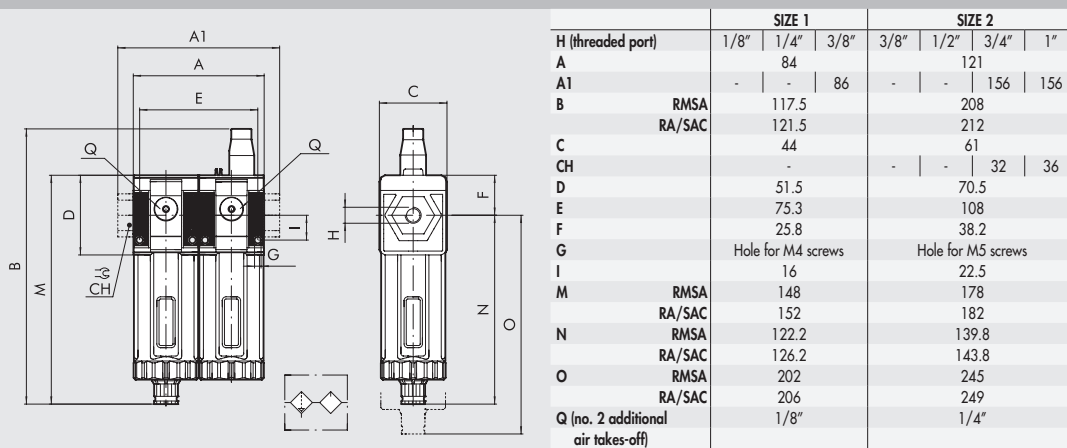 A1
A
E
C
Q
Q
F
D
I
H
G
B
M
CH
N
O
SIZE 1 SIZE 2
H (threaded port) 1/8" 1/4" 3/8" 3/8" 1/2" 3/4" 1"
A 84 121
A1 - - 86 - - 156 156
B RMSA 117.5 208
RA/SAC 121.5 212
C 44 61
CH - - - 32 36
D 51.5 70.5
E 75.3 108
F 25.8 38.2
G Hole for M4 screws Hole for M5 screws
I 16 22.5
M RMSA 148 178
RA/SAC 152 182
N RMSA 122.2 139.8
RA/SAC 126.2 143.8
O RMSA 202 245
RA/SAC 206 249
Q (no. 2 additional 1/8" 1/4"
air takes-off)